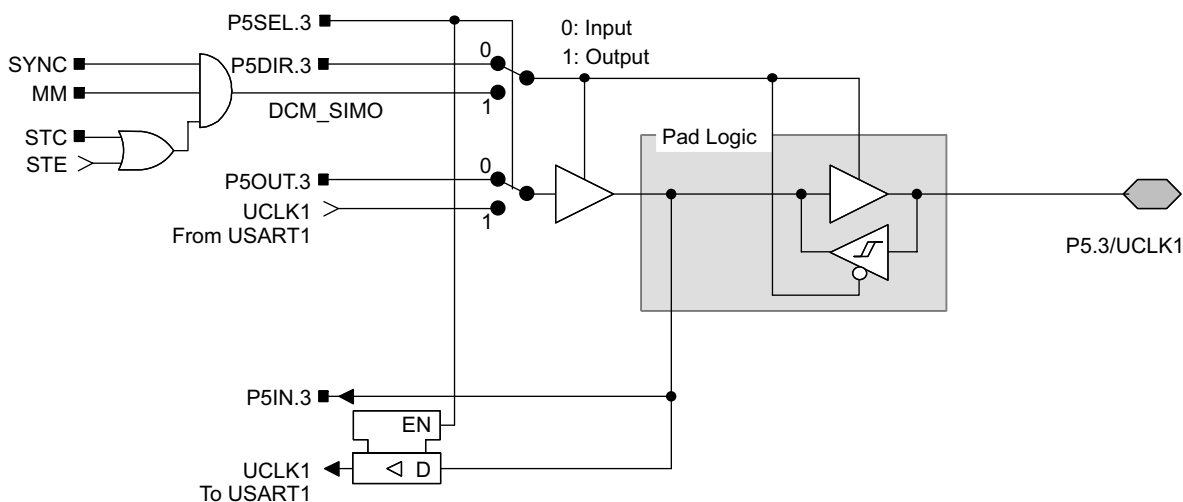 P5SEL.3
0: Input
1: Output
SYNC
P5DIR.3
0
MM
1
DCM_SIMO
STC
STE
Pad Logic
P5OUT.3
0
UCLK1
From USART1
1
P5.3/UCLK1
P5IN.3
EN
UCLK1
To USART1
D